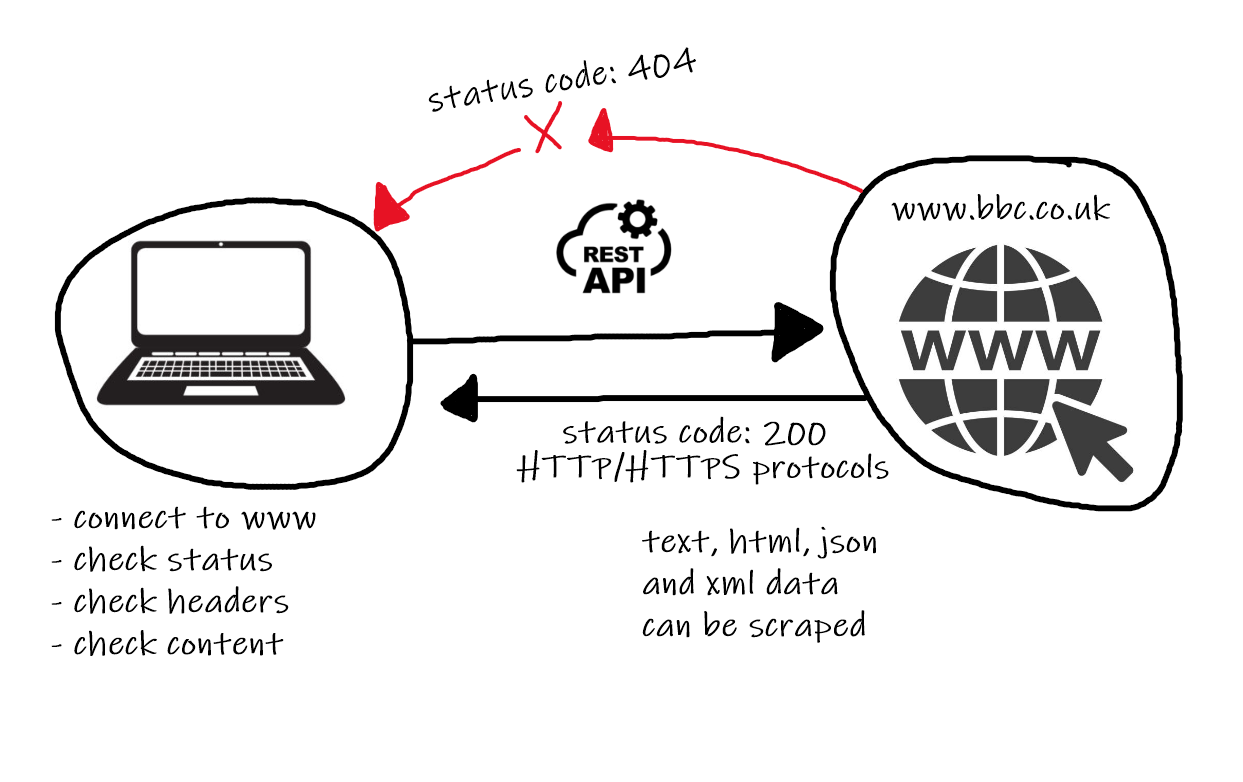 status code: 404
www.bbc.co.uk
REST
API
WWW
status code: 200
HTTP/HTTPS protocols
- connect to www
- check status
- check headers
- check content
text, html, json
and xml data
can be scraped